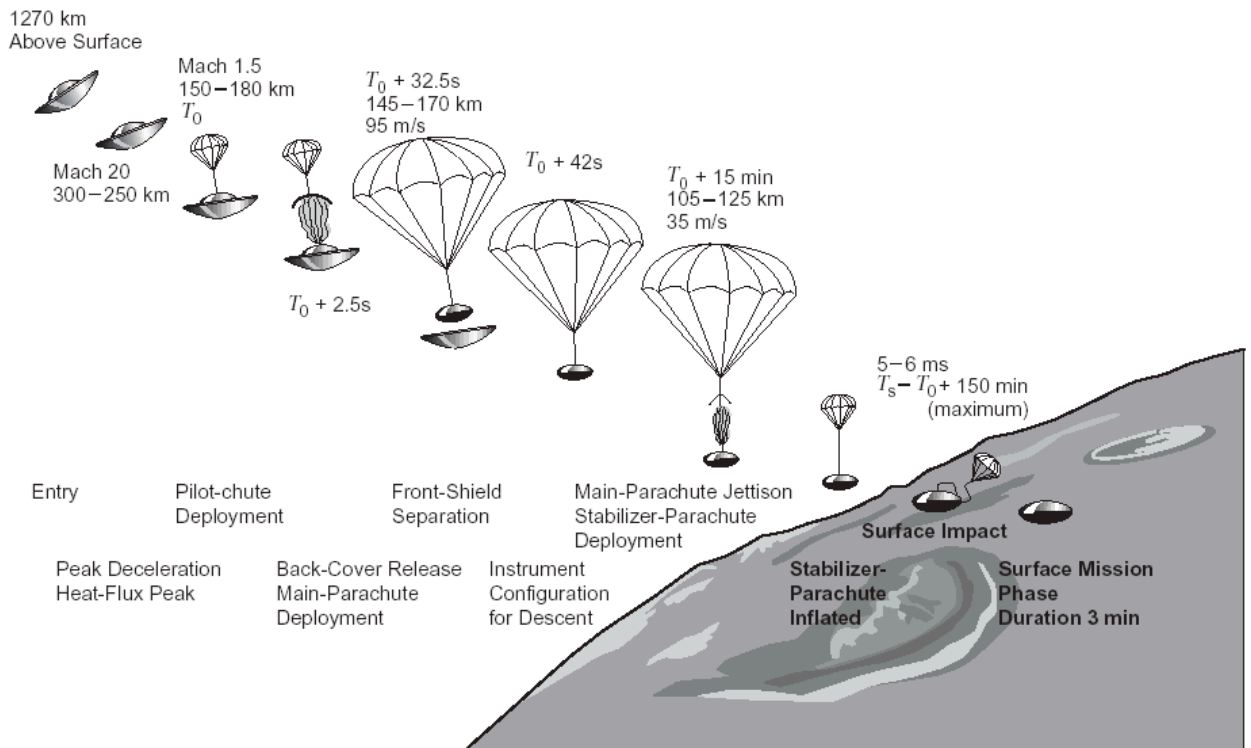 1270 km
Above Surface
Mach 1.5
150–180 km
T₀
Mach 20
300–250 km
T₀ + 2.5s
T₀ + 32.5s
145–170 km
95 m/s
T₀ + 42s
T₀ + 15 min
105–125 km
35 m/s
5–6 ms
Tₛ– T₀ + 150 min
(maximum)
Entry
Pilot-chute
Deployment
Front-Shield
Separation
Main-Parachute Jettison
Stabilizer-Parachute
Deployment
Surface Impact
Peak Deceleration
Heat-Flux Peak
Back-Cover Release
Main-Parachute
Deployment
Instrument
Configuration
for Descent
Stabilizer-
Parachute
Inflated
Surface Mission
Phase
Duration 3 min